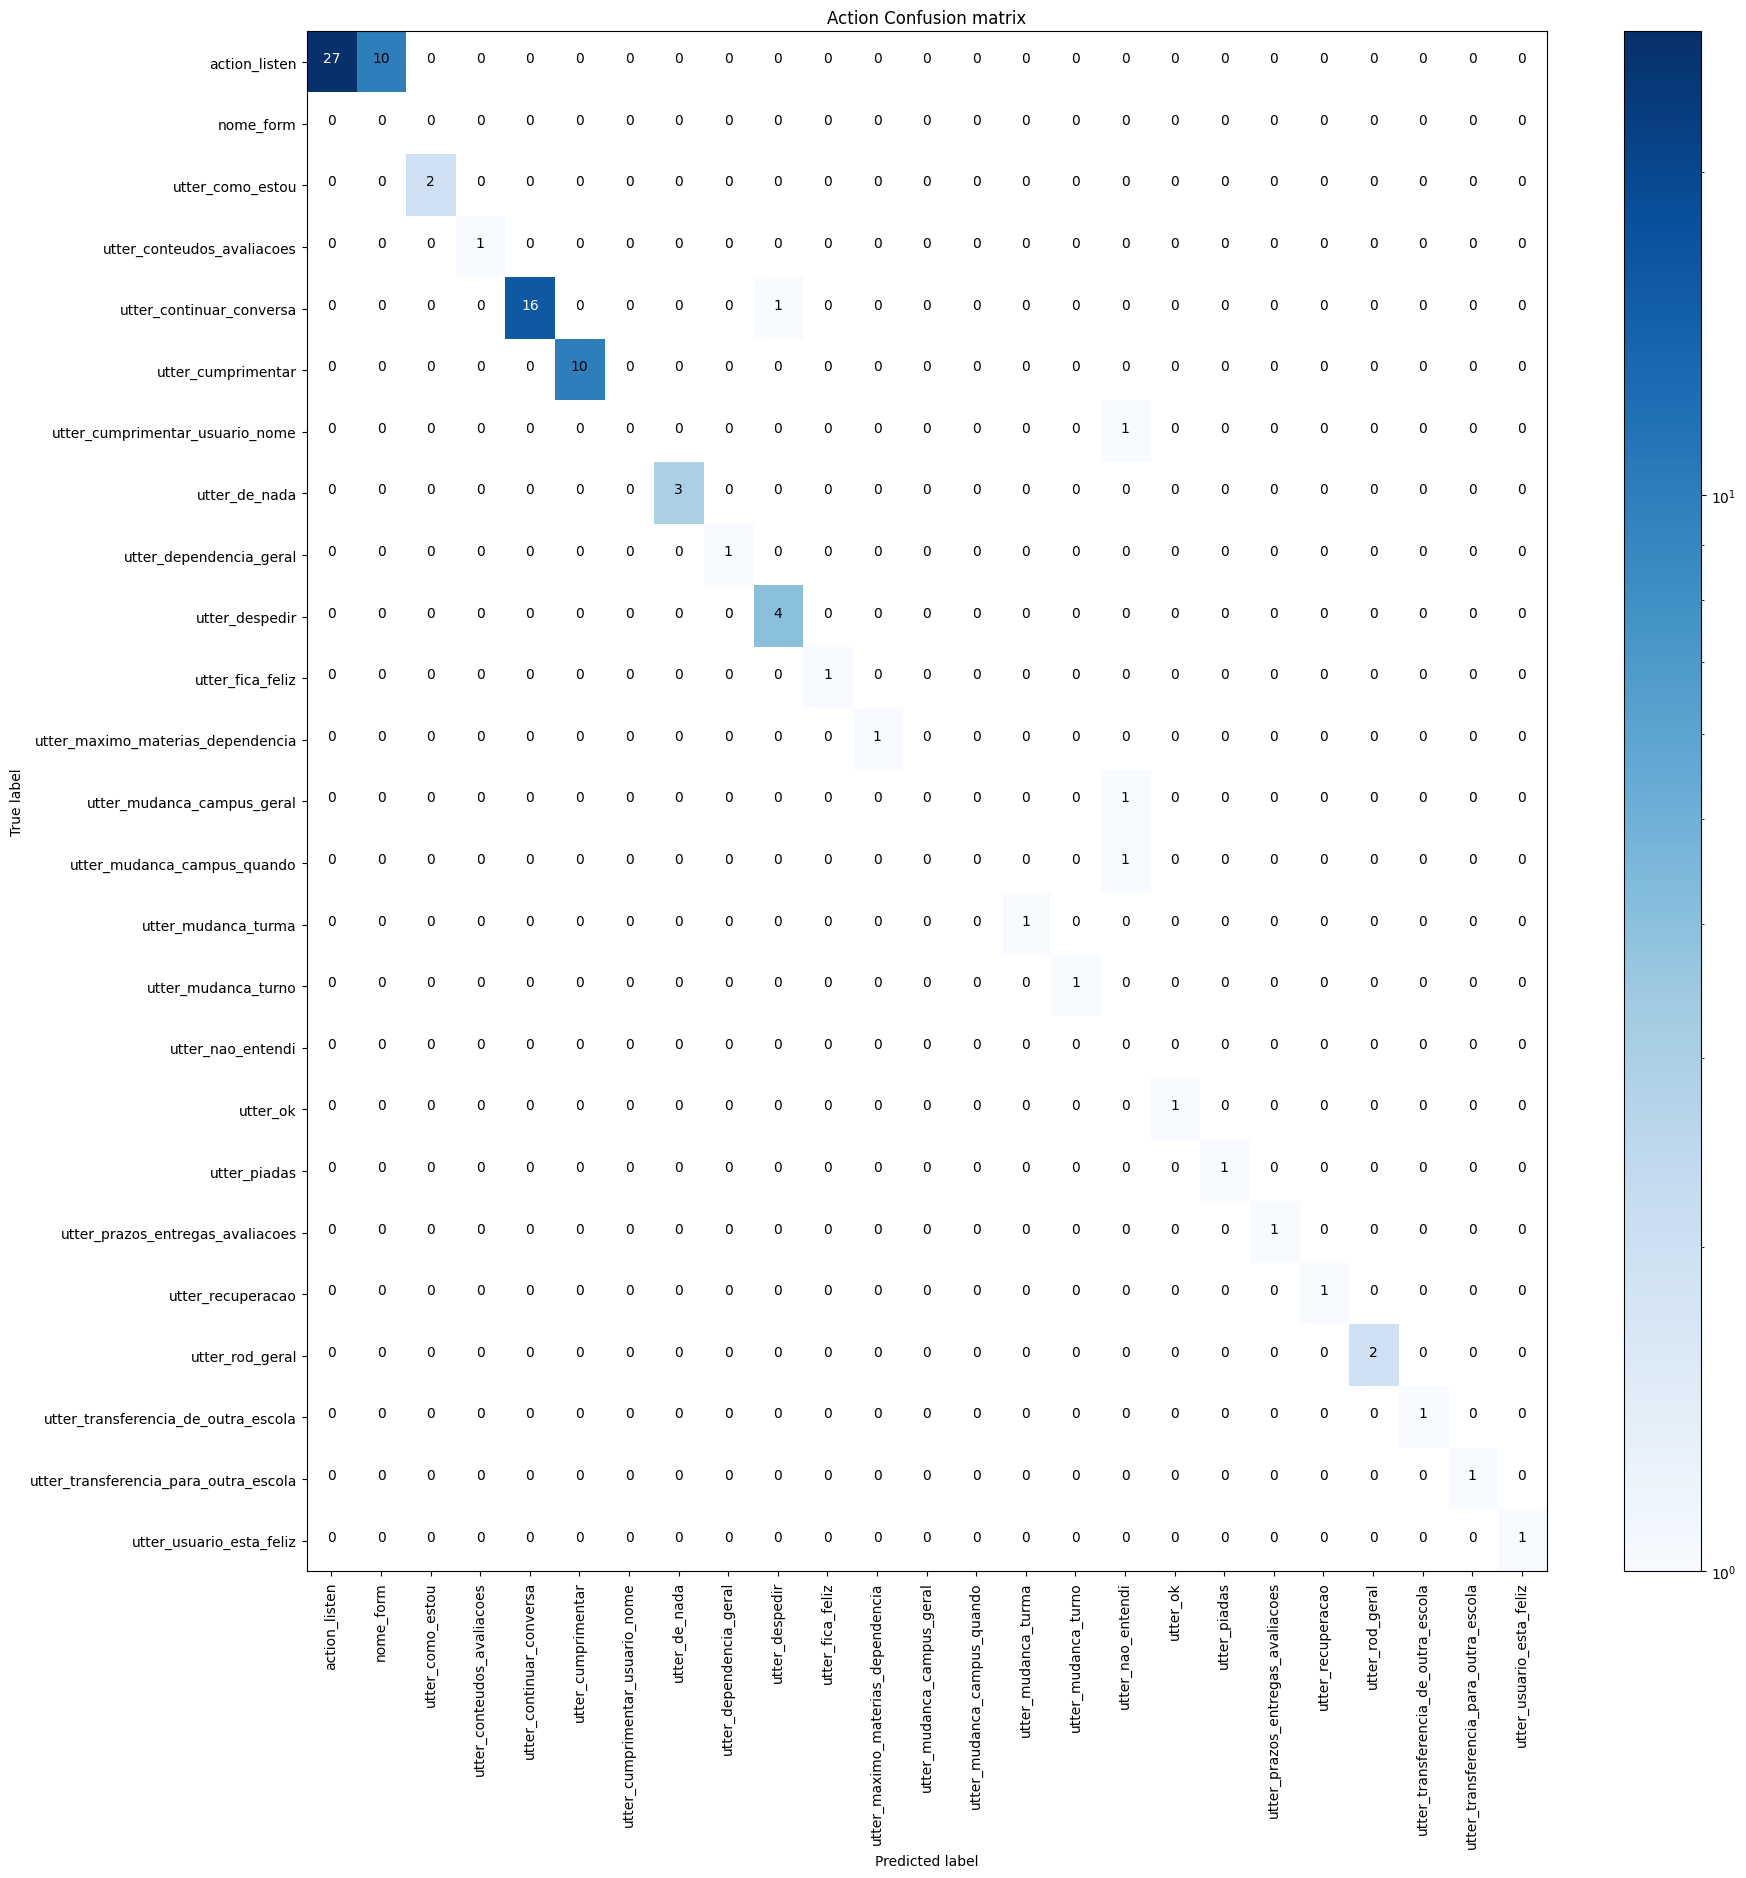 Action Confusion matrix
True label
action_listen 27 10 0 0 0 0 0 0 0 0 0 0 0 0 0 0 0 0 0 0 0 0 0 0 0
nome_form 0 0 0 0 0 0 0 0 0 0 0 0 0 0 0 0 0 0 0 0 0 0 0 0 0
utter_como_estou 0 0 2 0 0 0 0 0 0 0 0 0 0 0 0 0 0 0 0 0 0 0 0 0 0
utter_conteudos_avaliacoes 0 0 0 1 0 0 0 0 0 0 0 0 0 0 0 0 0 0 0 0 0 0 0 0 0
utter_continuar_conversa 0 0 0 0 16 0 0 0 0 1 0 0 0 0 0 0 0 0 0 0 0 0 0 0 0
utter_cumprimentar 0 0 0 0 0 10 0 0 0 0 0 0 0 0 0 0 0 0 0 0 0 0 0 0 0
utter_cumprimentar_usuario_nome 0 0 0 0 0 0 0 0 0 0 0 0 0 0 0 0 1 0 0 0 0 0 0 0 0
utter_de_nada 0 0 0 0 0 0 0 3 0 0 0 0 0 0 0 0 0 0 0 0 0 0 0 0 0
utter_dependencia_geral 0 0 0 0 0 0 0 0 1 0 0 0 0 0 0 0 0 0 0 0 0 0 0 0 0
utter_despedir 0 0 0 0 0 0 0 0 0 4 0 0 0 0 0 0 0 0 0 0 0 0 0 0 0
utter_fica_feliz 0 0 0 0 0 0 0 0 0 0 1 0 0 0 0 0 0 0 0 0 0 0 0 0 0
utter_maximo_materias_dependencia 0 0 0 0 0 0 0 0 0 0 0 1 0 0 0 0 0 0 0 0 0 0 0 0 0
utter_mudanca_campus_geral 0 0 0 0 0 0 0 0 0 0 0 0 0 0 0 0 1 0 0 0 0 0 0 0 0
utter_mudanca_campus_quando 0 0 0 0 0 0 0 0 0 0 0 0 0 0 0 0 1 0 0 0 0 0 0 0 0
utter_mudanca_turma 0 0 0 0 0 0 0 0 0 0 0 0 0 0 1 0 0 0 0 0 0 0 0 0 0
utter_mudanca_turno 0 0 0 0 0 0 0 0 0 0 0 0 0 0 0 1 0 0 0 0 0 0 0 0 0
utter_nao_entendi 0 0 0 0 0 0 0 0 0 0 0 0 0 0 0 0 0 0 0 0 0 0 0 0 0
utter_ok 0 0 0 0 0 0 0 0 0 0 0 0 0 0 0 0 0 1 0 0 0 0 0 0 0
utter_piadas 0 0 0 0 0 0 0 0 0 0 0 0 0 0 0 0 0 0 1 0 0 0 0 0 0
utter_prazos_entregas_avaliacoes 0 0 0 0 0 0 0 0 0 0 0 0 0 0 0 0 0 0 0 1 0 0 0 0 0
utter_recuperacao 0 0 0 0 0 0 0 0 0 0 0 0 0 0 0 0 0 0 0 0 1 0 0 0 0
utter_rod_geral 0 0 0 0 0 0 0 0 0 0 0 0 0 0 0 0 0 0 0 0 0 2 0 0 0
utter_transferencia_de_outra_escola 0 0 0 0 0 0 0 0 0 0 0 0 0 0 0 0 0 0 0 0 0 0 1 0 0
utter_transferencia_para_outra_escola 0 0 0 0 0 0 0 0 0 0 0 0 0 0 0 0 0 0 0 0 0 0 0 1 0
utter_usuario_esta_feliz 0 0 0 0 0 0 0 0 0 0 0 0 0 0 0 0 0 0 0 0 0 0 0 0 1
action_listen
nome_form
utter_como_estou
utter_conteudos_avaliacoes
utter_continuar_conversa
utter_cumprimentar
utter_cumprimentar_usuario_nome
utter_de_nada
utter_dependencia_geral
utter_despedir
utter_fica_feliz
utter_maximo_materias_dependencia
utter_mudanca_campus_geral
utter_mudanca_campus_quando
utter_mudanca_turma
utter_mudanca_turno
utter_nao_entendi
utter_ok
utter_piadas
utter_prazos_entregas_avaliacoes
utter_recuperacao
utter_rod_geral
utter_transferencia_de_outra_escola
utter_transferencia_para_outra_escola
utter_usuario_esta_feliz
Predicted label
10¹
10⁰